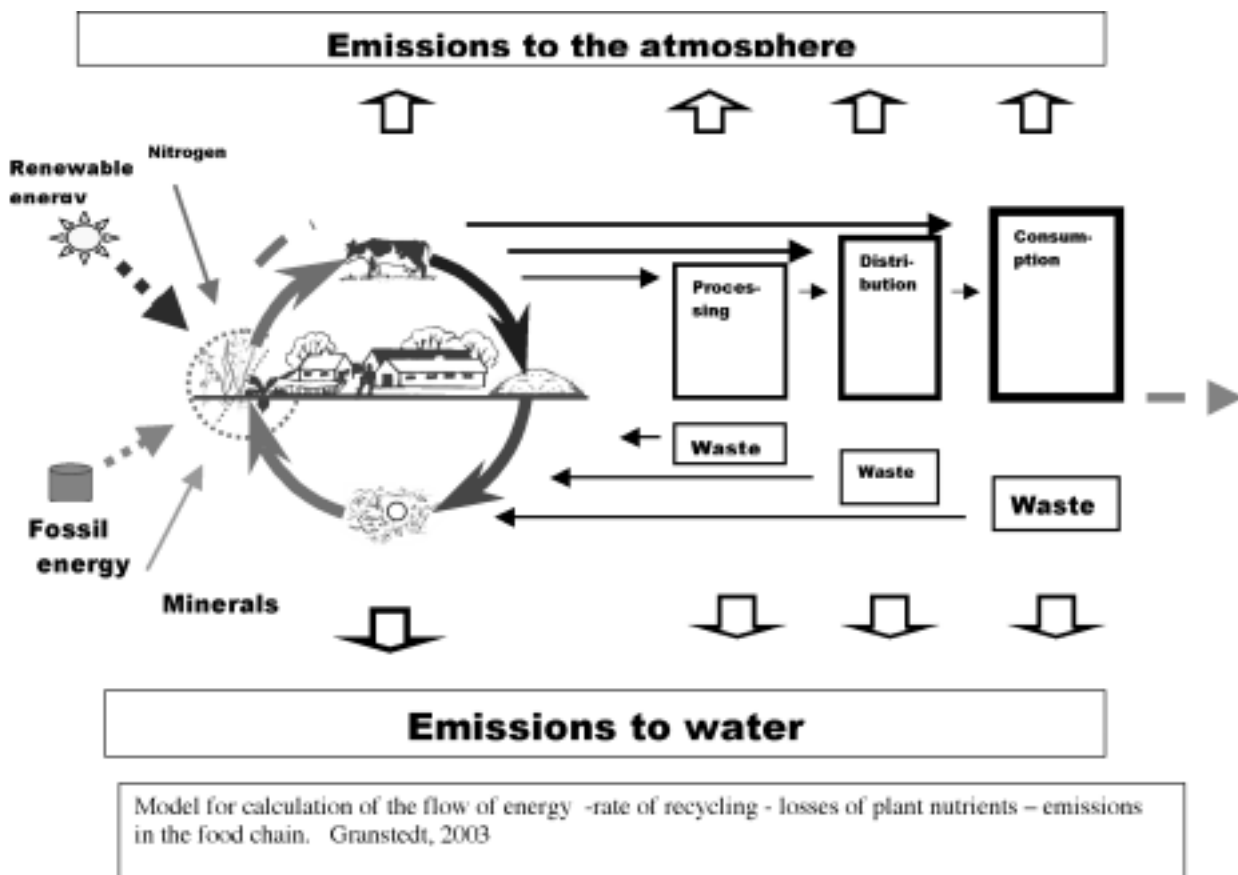 Emissions to the atmosphere
Nitrogen
Renewable
energy
Consum-
ption
Distri-
bution
Proces-
sing
Waste
Waste
Waste
Fossil
energy
Minerals
Emissions to water
Model for calculation of the flow of energy -rate of recycling - losses of plant nutrients – emissions
in the food chain. Granstedt, 2003